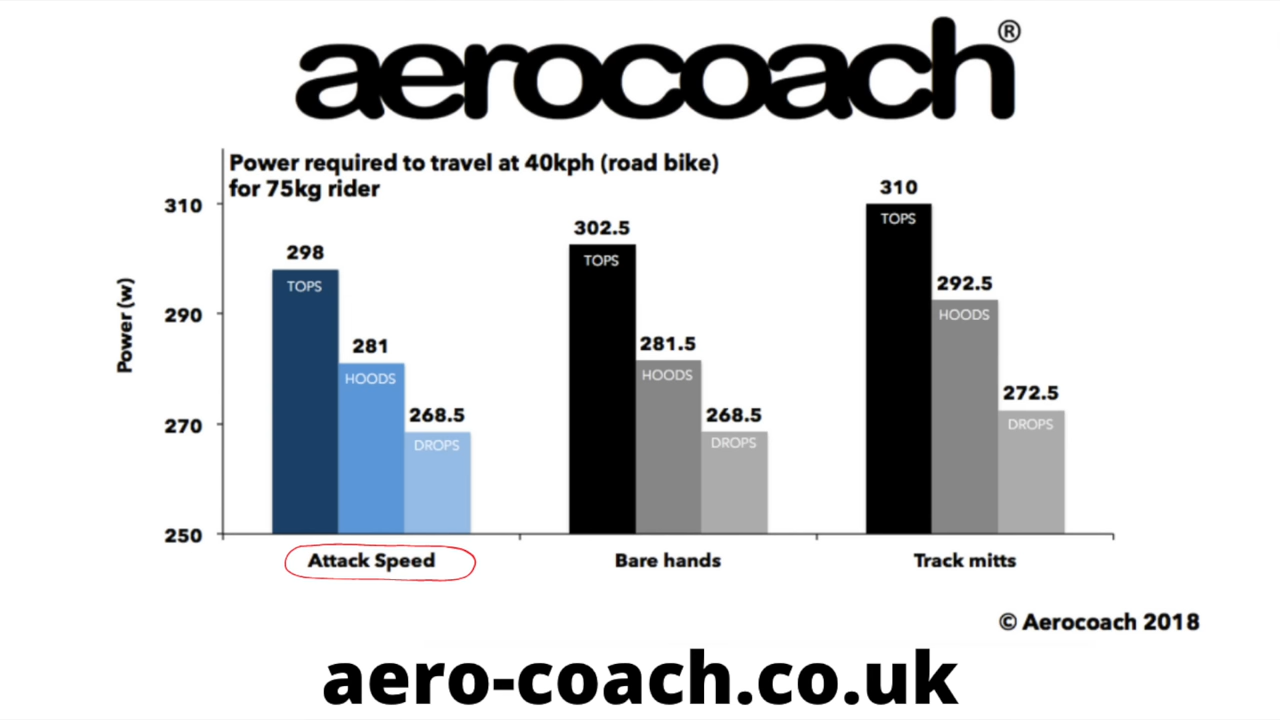 aerocoach®
Power required to travel at 40kph (road bike)
for 75kg rider
Power (w)
310
290
270
250
298
TOPS
281
HOODS
268.5
DROPS
302.5
TOPS
281.5
HOODS
268.5
DROPS
310
TOPS
292.5
HOODS
272.5
DROPS
Attack Speed
Bare hands
Track mitts
© Aerocoach 2018
aero-coach.co.uk